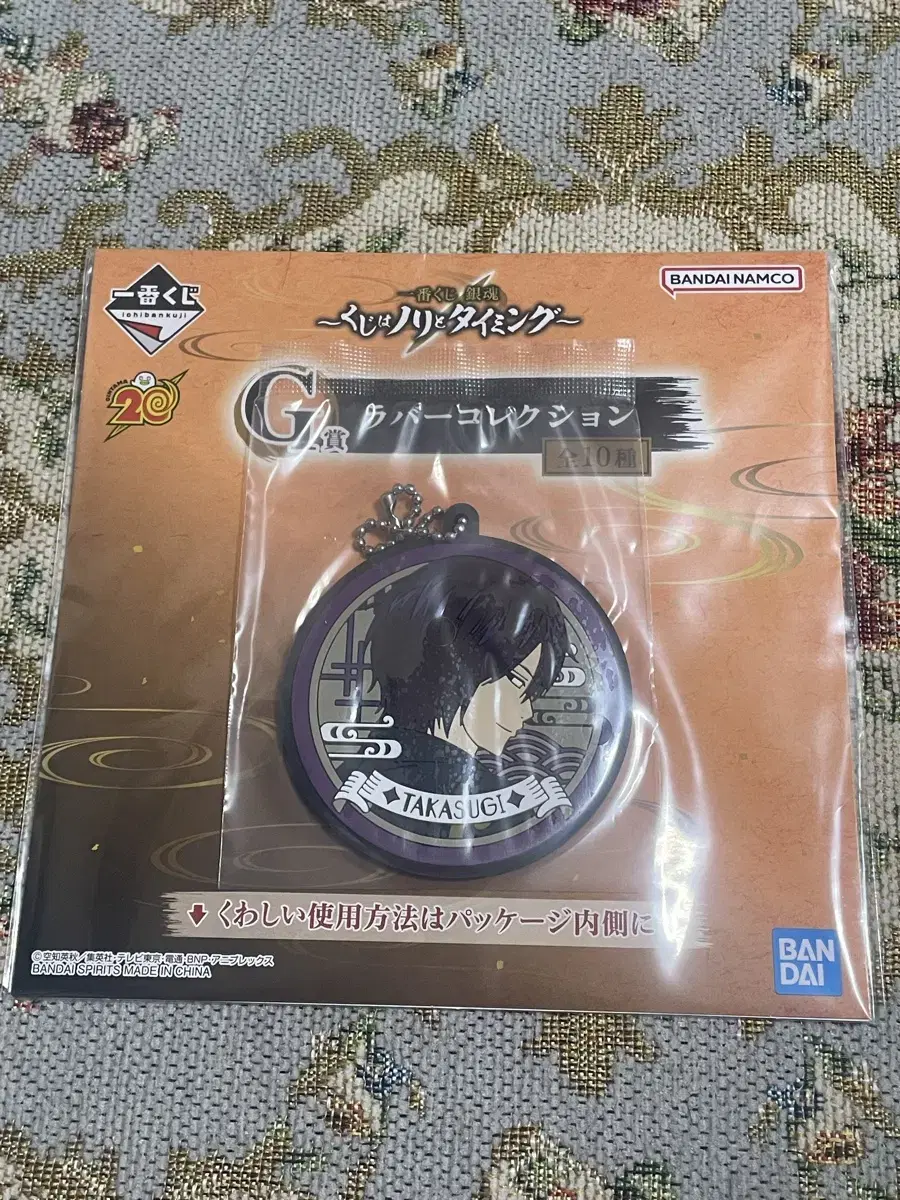 一番くじ
ichibankuji
BANDAI NAMCO
一番くじ 銀魂
～くじはノリとタイミング～
GINTAMA
20
G賞
ラバーコレクション
全10種
TAKASUGI
くわしい使用方法はパッケージ内側に
©空知英秋／集英社・テレビ東京・電通・BNP・アニプレックス
BANDAI SPIRITS MADE IN CHINA
BAN
DAI